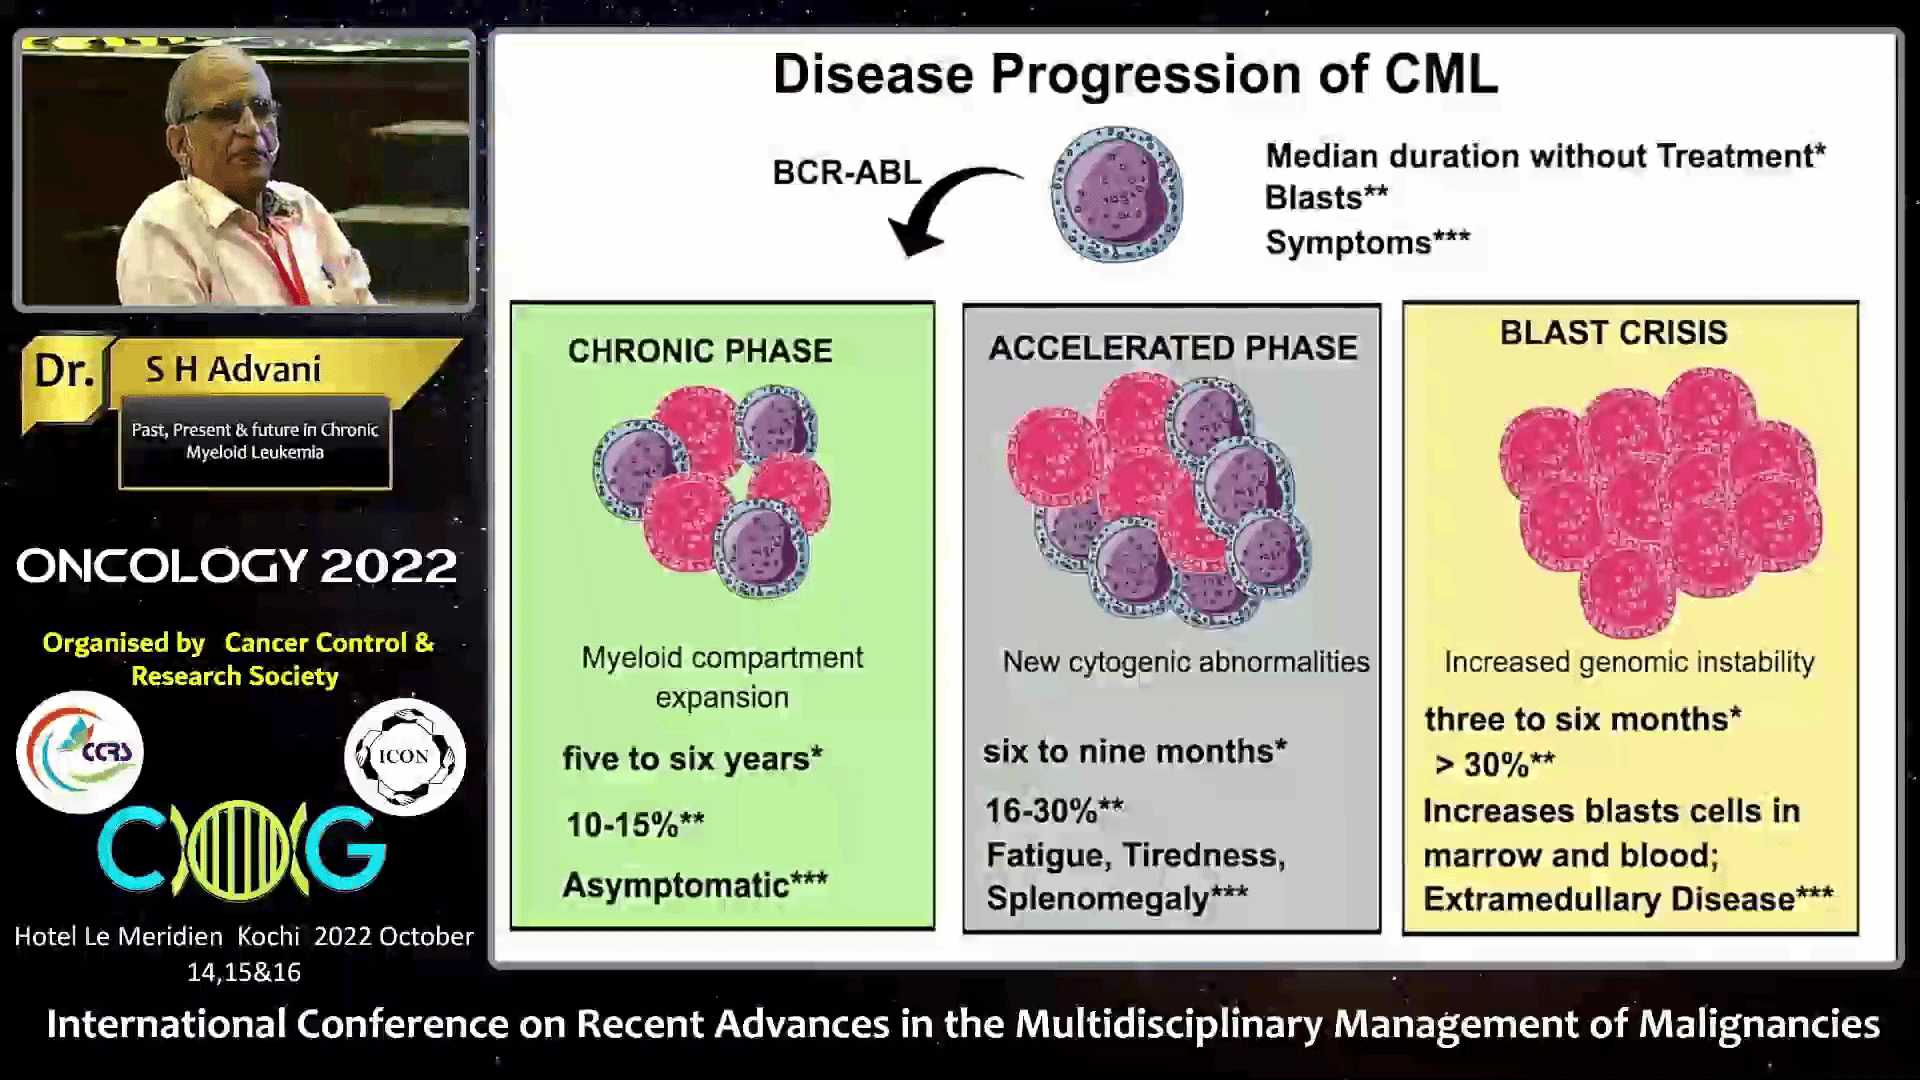 Disease Progression of CML
BCR-ABL
Median duration without Treatment*
Blasts**
Symptoms***
CHRONIC PHASE
Myeloid compartment
expansion
five to six years*
10-15%**
Asymptomatic***
ACCELERATED PHASE
New cytogenic abnormalities
six to nine months*
16-30%**
Fatigue, Tiredness,
Splenomegaly***
BLAST CRISIS
Increased genomic instability
three to six months*
> 30%**
Increases blasts cells in
marrow and blood;
Extramedullary Disease***
Dr. S H Advani
Past, Present & future in Chronic
Myeloid Leukemia
ONCOLOGY 2022
Organised by Cancer Control &
Research Society
CCRS
ICON
COG
Hotel Le Meridien Kochi 2022 October
14,15&16
International Conference on Recent Advances in the Multidisciplinary Management of Malignancies